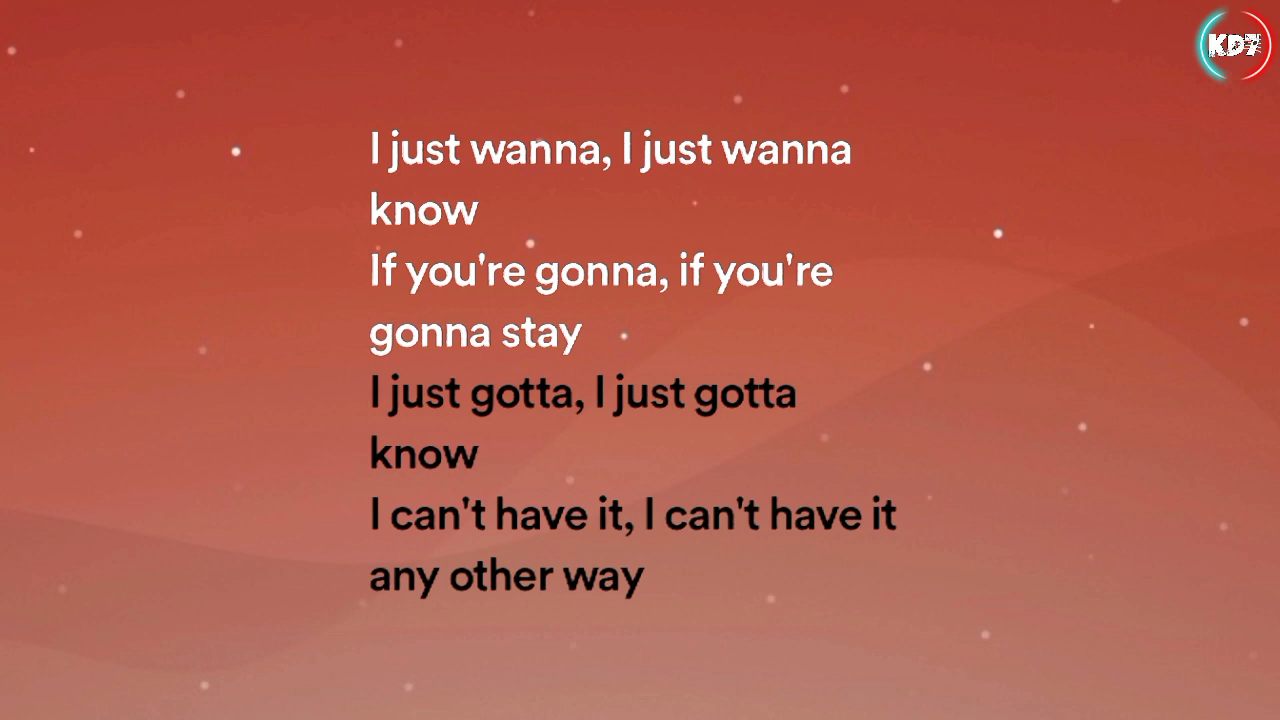 KD7
I just wanna, I just wanna
know
If you're gonna, if you're
gonna stay
I just gotta, I just gotta
know
I can't have it, I can't have it
any other way